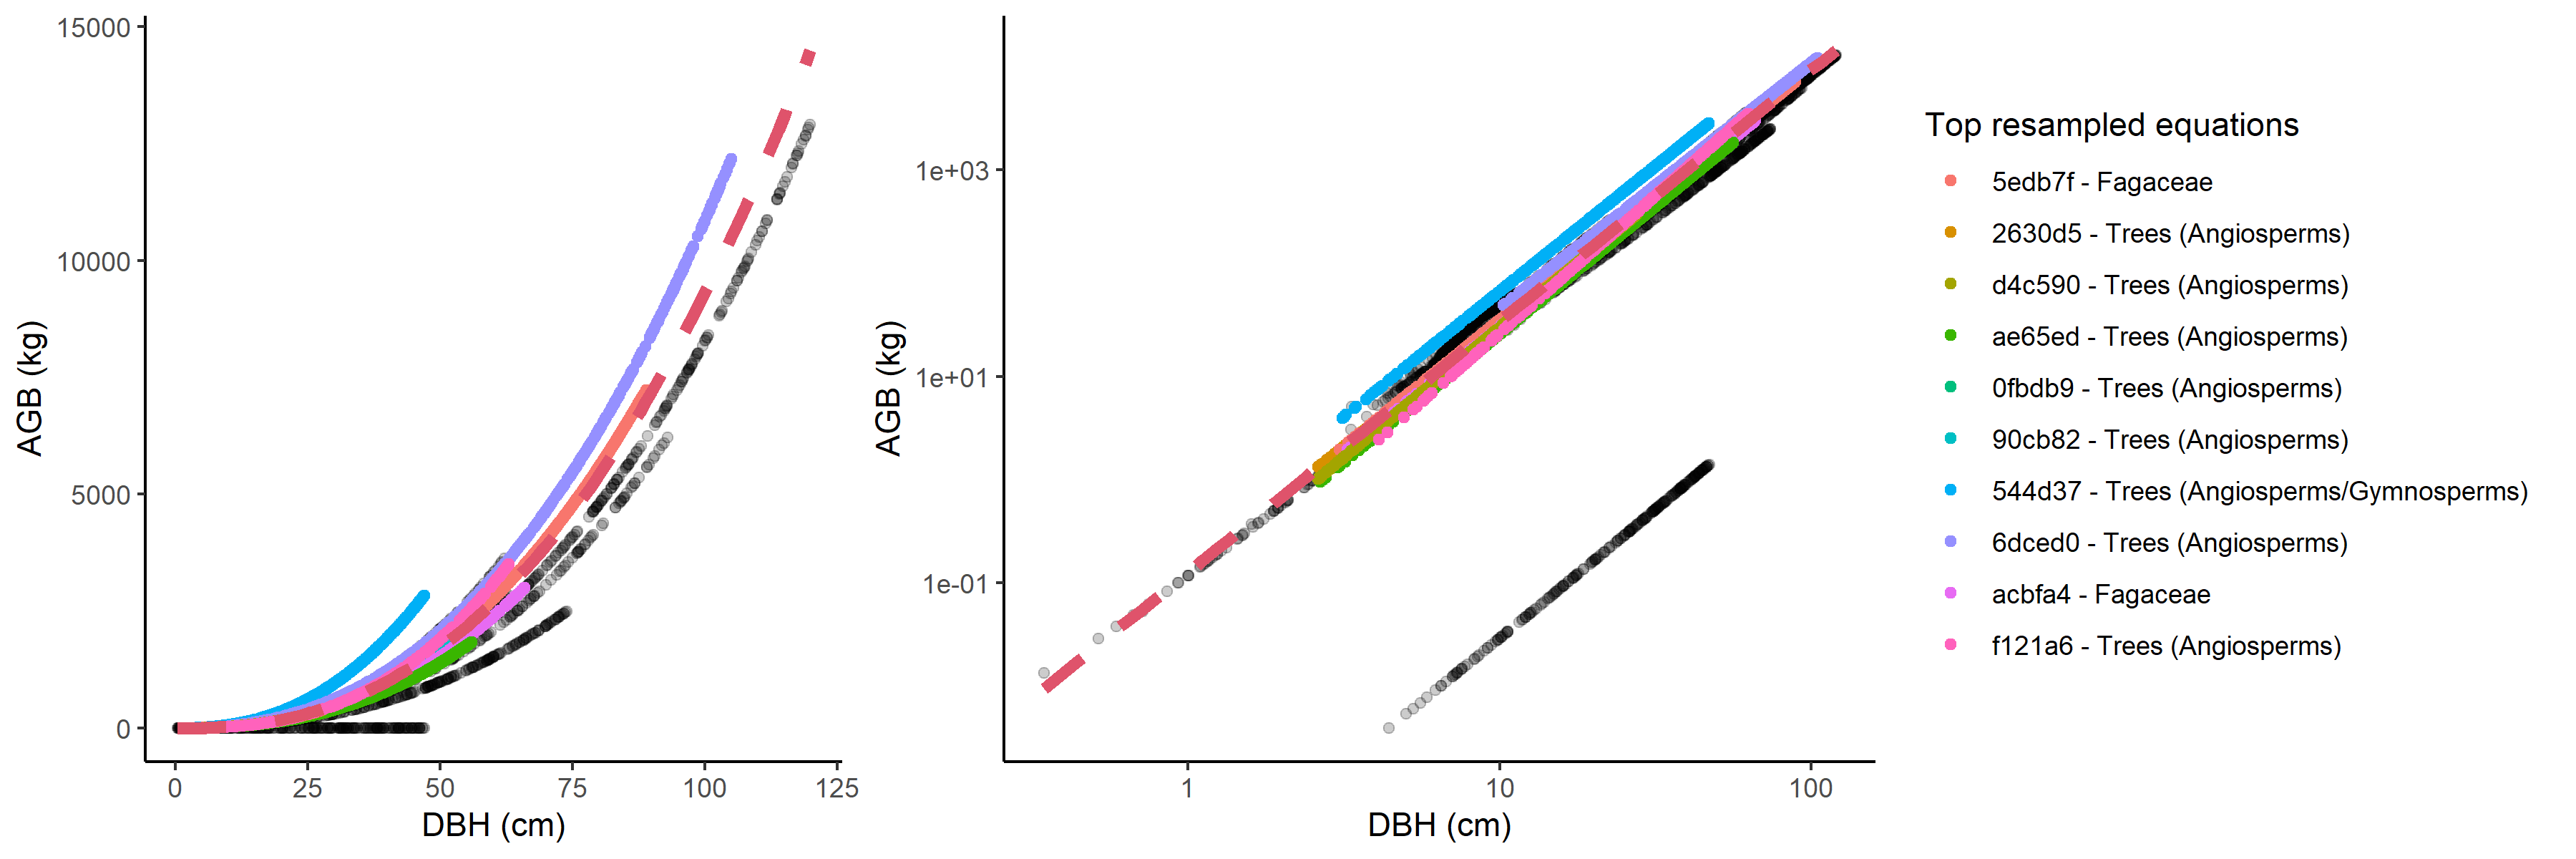 15000
10000
5000
0
AGB (kg)
0 25 50 75 100 125
DBH (cm)
1e+03
1e+01
1e-01
AGB (kg)
1 10 100
DBH (cm)
Top resampled equations
5edb7f - Fagaceae
2630d5 - Trees (Angiosperms)
d4c590 - Trees (Angiosperms)
ae65ed - Trees (Angiosperms)
0fbdb9 - Trees (Angiosperms)
90cb82 - Trees (Angiosperms)
544d37 - Trees (Angiosperms/Gymnosperms)
6dced0 - Trees (Angiosperms)
acbfa4 - Fagaceae
f121a6 - Trees (Angiosperms)